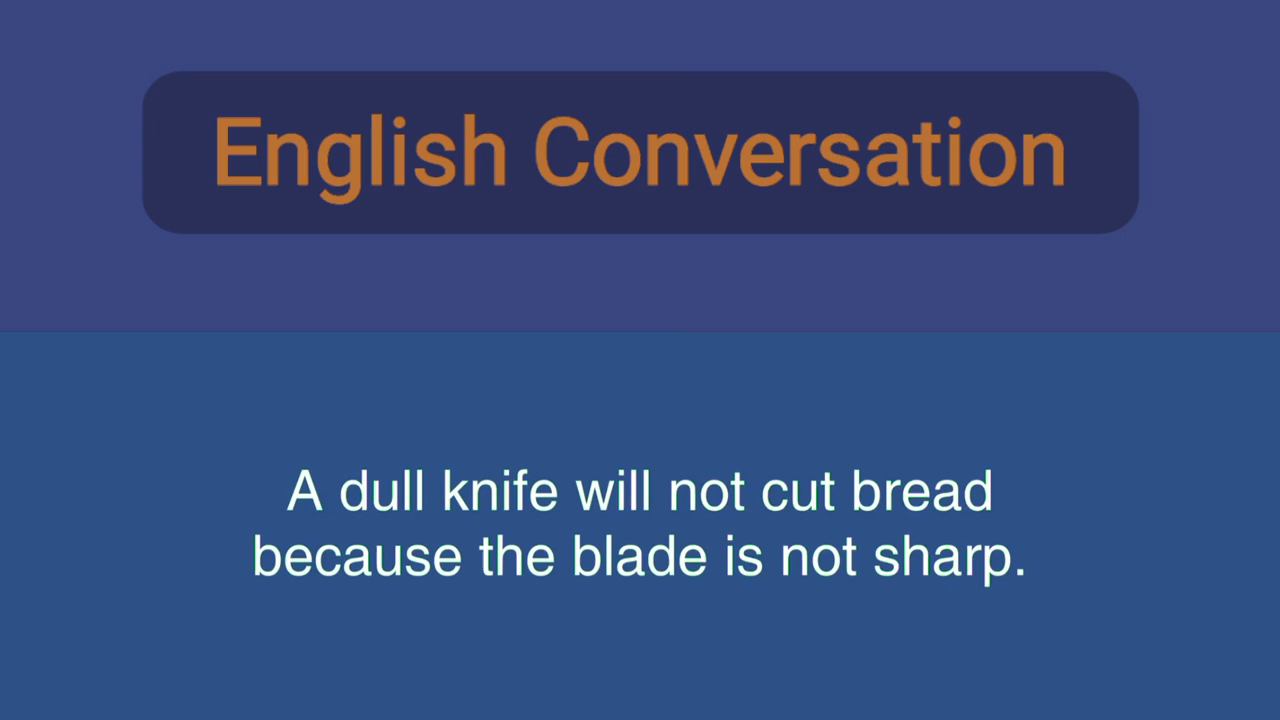 English Conversation
A dull knife will not cut bread
because the blade is not sharp.